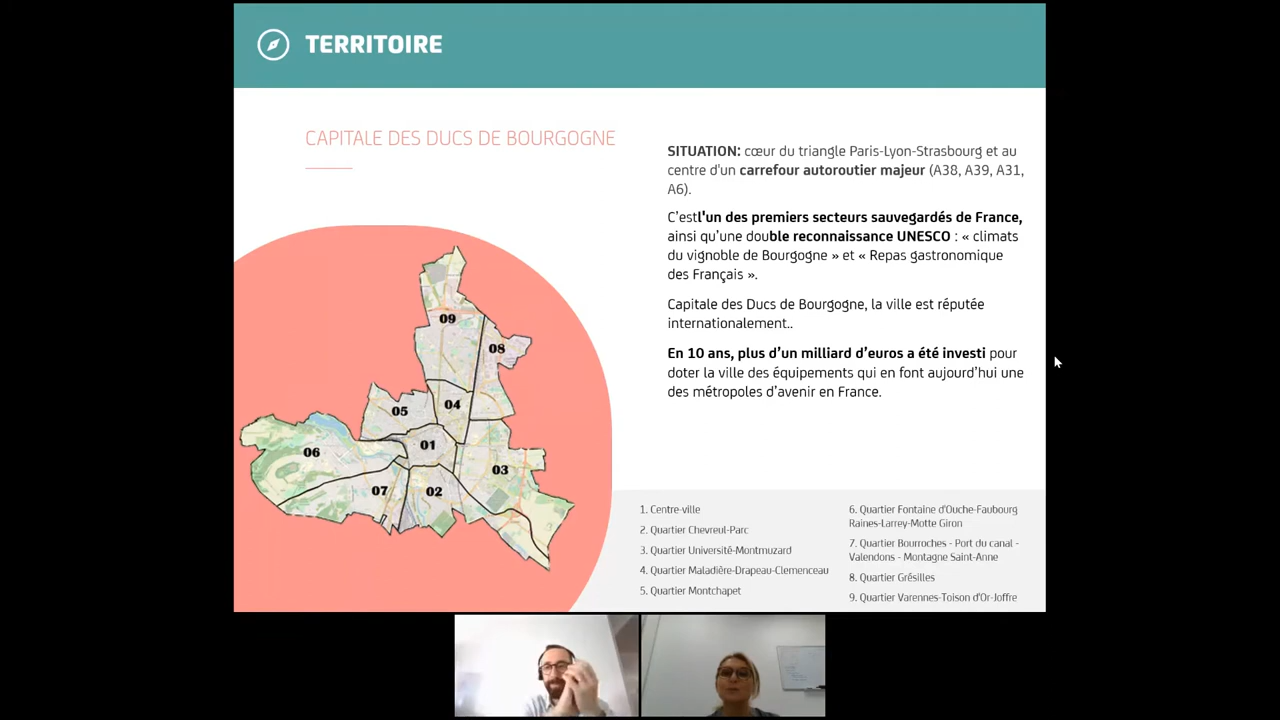 TERRITOIRE
CAPITALE DES DUCS DE BOURGOGNE
SITUATION: cœur du triangle Paris-Lyon-Strasbourg et au
centre d'un carrefour autoroutier majeur (A38, A39, A31,
A6).
C'estl'un des premiers secteurs sauvegardés de France,
ainsi qu'une double reconnaissance UNESCO : « climats
du vignoble de Bourgogne » et « Repas gastronomique
des Français ».
Capitale des Ducs de Bourgogne, la ville est réputée
internationalement..
En 10 ans, plus d'un milliard d'euros a été investi pour
doter la ville des équipements qui en font aujourd'hui une
des métropoles d'avenir en France.
09
08
05
04
01
06
03
07
02
1. Centre-ville
2. Quartier Chevreul-Parc
3. Quartier Université-Montmuzard
4. Quartier Maladière-Drapeau-Clemenceau
5. Quartier Montchapet
6. Quartier Fontaine d'Ouche-Faubourg
Raines-Larrey-Motte Giron
7. Quartier Bourroches - Port du canal -
Valendons - Montagne Saint-Anne
8. Quartier Grésilles
9. Quartier Varennes-Toison d'Or-Joffre